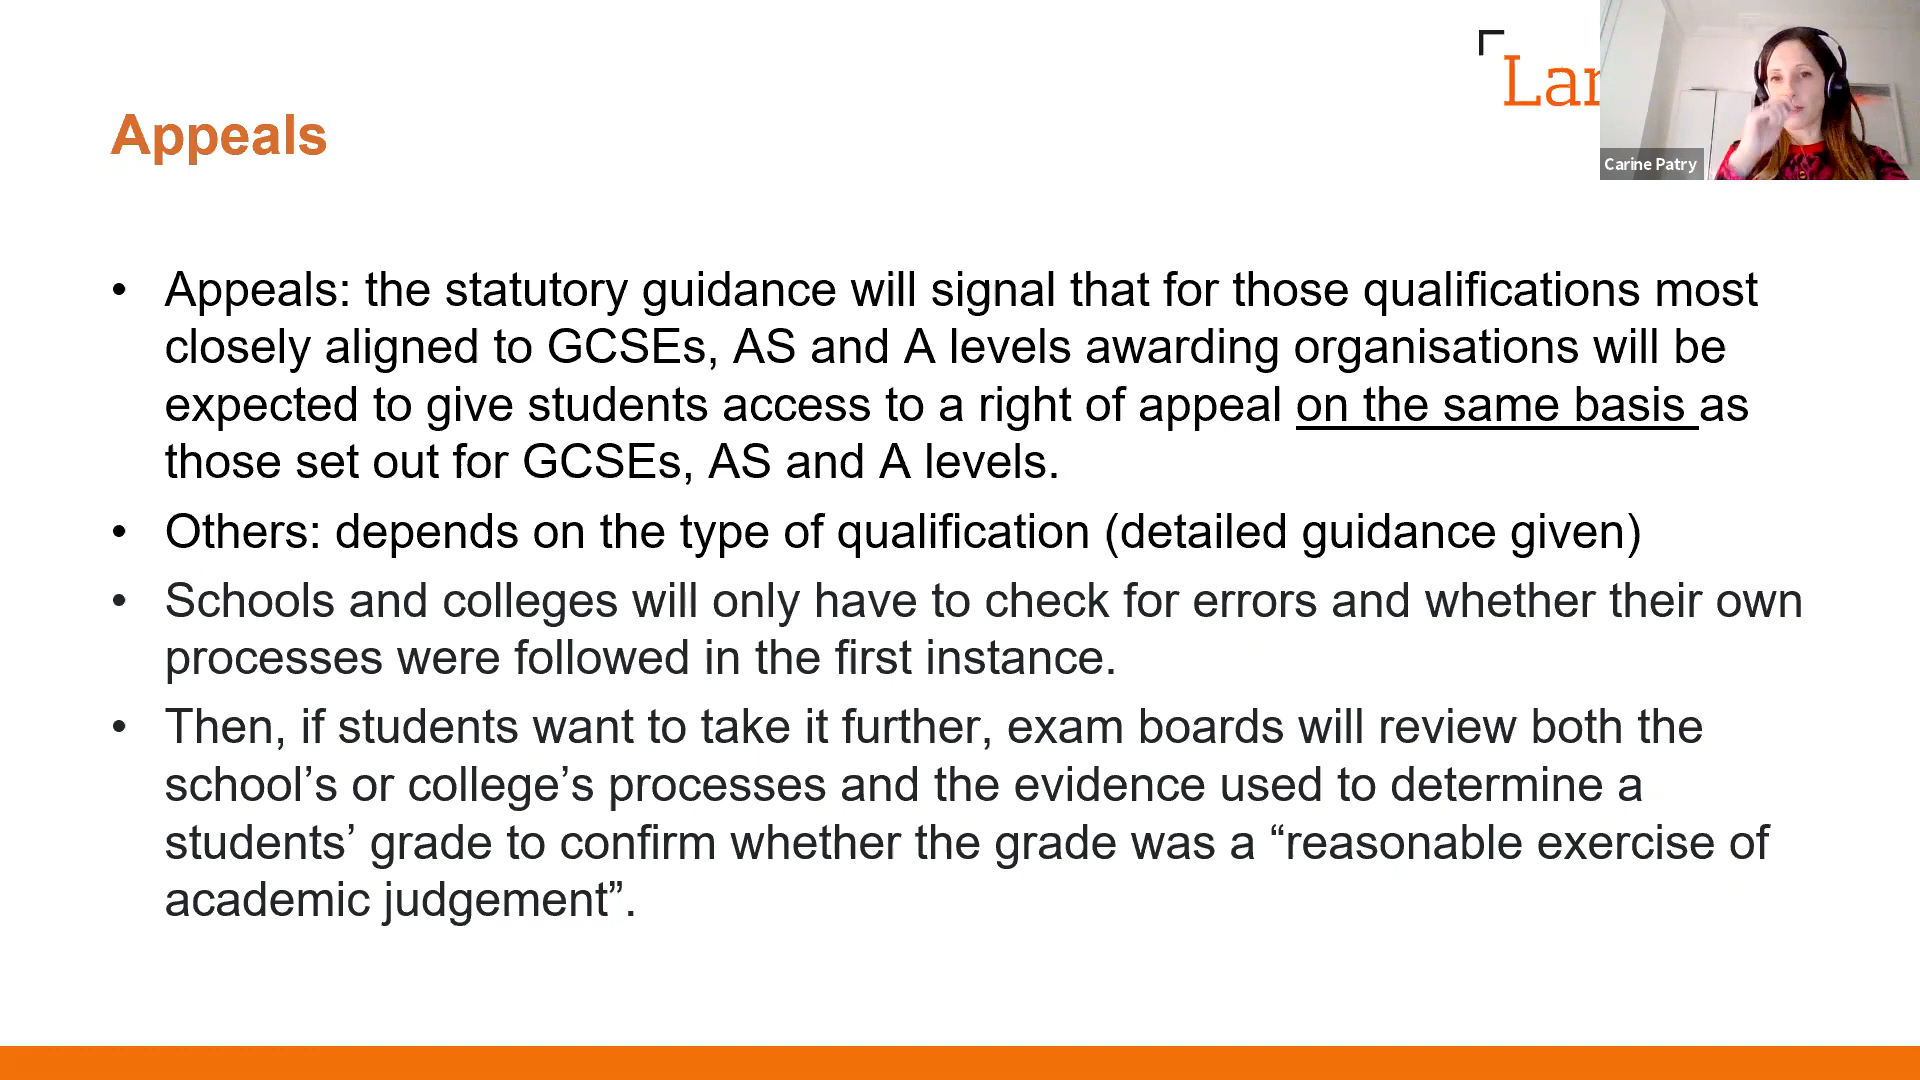 Lan
Carine Patry
Appeals
• Appeals: the statutory guidance will signal that for those qualifications most
closely aligned to GCSEs, AS and A levels awarding organisations will be
expected to give students access to a right of appeal on the same basis as
those set out for GCSEs, AS and A levels.
• Others: depends on the type of qualification (detailed guidance given)
• Schools and colleges will only have to check for errors and whether their own
processes were followed in the first instance.
• Then, if students want to take it further, exam boards will review both the
school’s or college’s processes and the evidence used to determine a
students’ grade to confirm whether the grade was a “reasonable exercise of
academic judgement”.